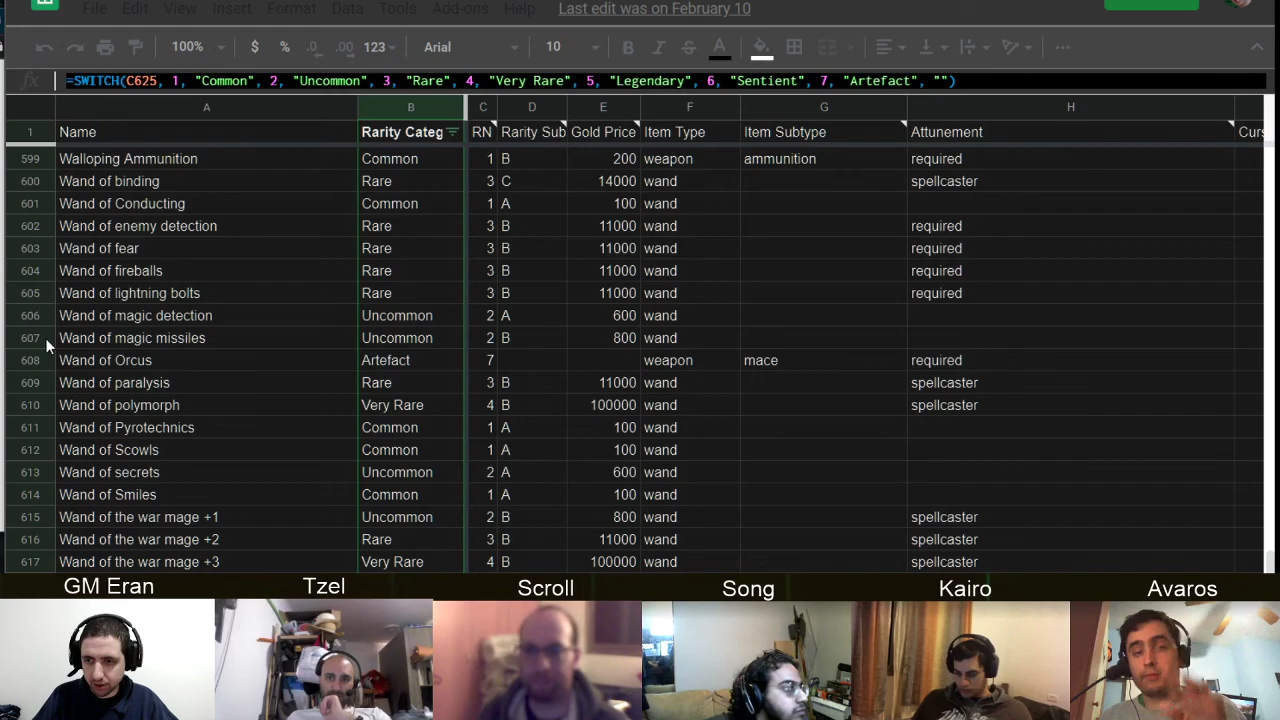 File Edit View Insert Format Data Tools Add-ons Help Last edit was on February 10
100% $ % .0 .00 123 Arial 10 B I S A
fx =SWITCH(C625, 1, "Common", 2, "Uncommon", 3, "Rare", 4, "Very Rare", 5, "Legendary", 6, "Sentient", 7, "Artefact", "")
A B C D E F G H
1 Name Rarity Categ RN Rarity Sub Gold Price Item Type Item Subtype Attunement Curs
599 Walloping Ammunition Common 1 B 200 weapon ammunition required
600 Wand of binding Rare 3 C 14000 wand spellcaster
601 Wand of Conducting Common 1 A 100 wand
602 Wand of enemy detection Rare 3 B 11000 wand required
603 Wand of fear Rare 3 B 11000 wand required
604 Wand of fireballs Rare 3 B 11000 wand required
605 Wand of lightning bolts Rare 3 B 11000 wand required
606 Wand of magic detection Uncommon 2 A 600 wand
607 Wand of magic missiles Uncommon 2 B 800 wand
608 Wand of Orcus Artefact 7 weapon mace required
609 Wand of paralysis Rare 3 B 11000 wand spellcaster
610 Wand of polymorph Very Rare 4 B 100000 wand spellcaster
611 Wand of Pyrotechnics Common 1 A 100 wand
612 Wand of Scowls Common 1 A 100 wand
613 Wand of secrets Uncommon 2 A 600 wand
614 Wand of Smiles Common 1 A 100 wand
615 Wand of the war mage +1 Uncommon 2 B 800 wand spellcaster
616 Wand of the war mage +2 Rare 3 B 11000 wand spellcaster
617 Wand of the war mage +3 Very Rare 4 B 100000 wand spellcaster
GM Eran Tzel Scroll Song Kairo Avaros